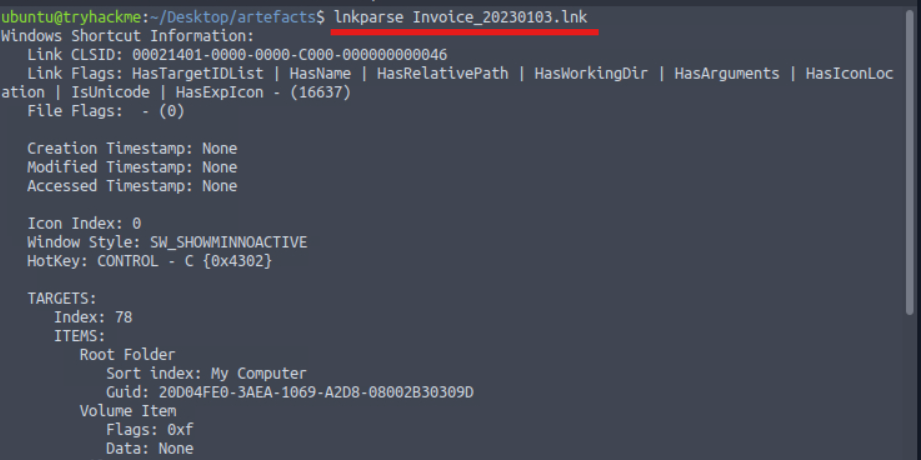 ubuntu@tryhackme:~/Desktop/artefacts$ lnkparse Invoice_20230103.lnk
Windows Shortcut Information:
   Link CLSID: 00021401-0000-0000-C000-000000000046
   Link Flags: HasTargetIDList | HasName | HasRelativePath | HasWorkingDir | HasArguments | HasIconLoc
ation | IsUnicode | HasExpIcon - (16637)
   File Flags:  - (0)

   Creation Timestamp: None
   Modified Timestamp: None
   Accessed Timestamp: None

   Icon Index: 0
   Window Style: SW_SHOWMINNOACTIVE
   HotKey: CONTROL - C {0x4302}

   TARGETS:
      Index: 78
      ITEMS:
         Root Folder
            Sort index: My Computer
            Guid: 20D04FE0-3AEA-1069-A2D8-08002B30309D
         Volume Item
            Flags: 0xf
            Data: None